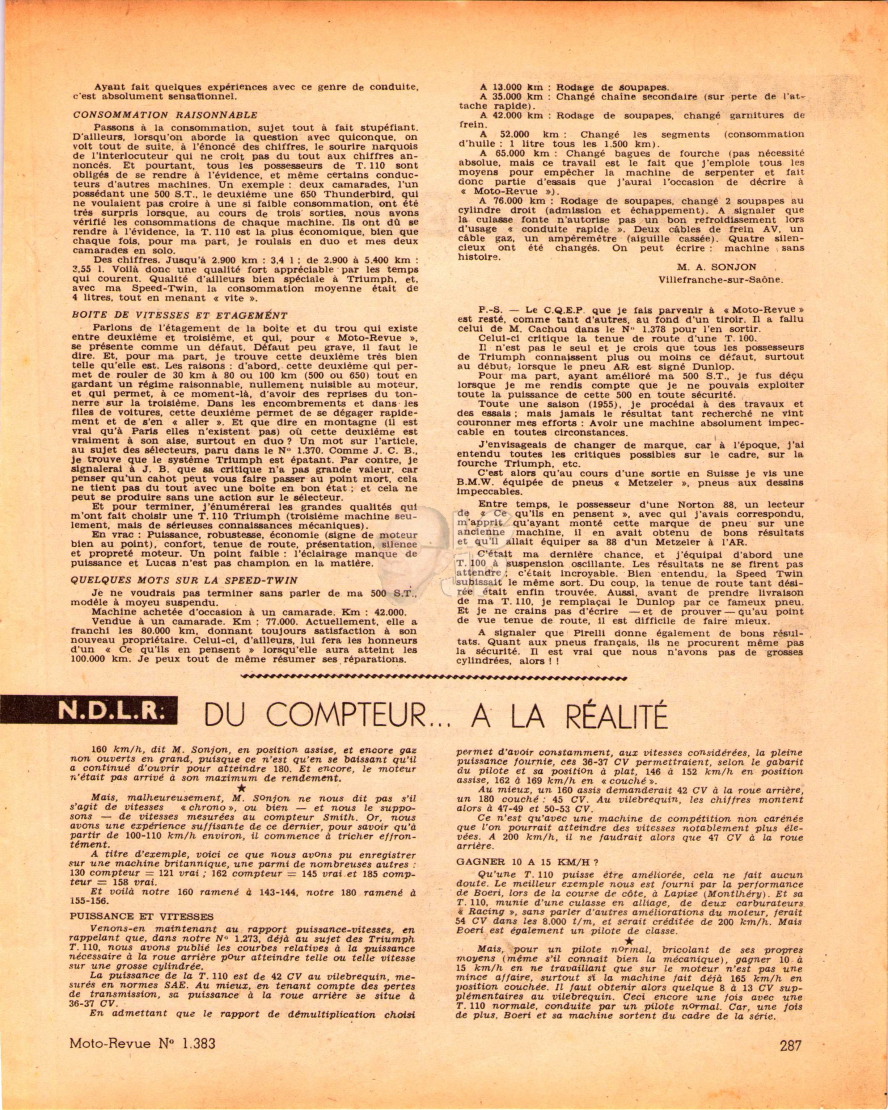 Ayant fait quelques expériences avec ce genre de conduite,
c'est absolument sensationnel.
CONSOMMATION RAISONNABLE
Passons à la consommation, sujet tout à fait stupéfiant.
D'ailleurs, lorsqu'on aborde la question avec quiconque, on
voit tout de suite, à l'énoncé des chiffres, le sourire narquois
de l'interlocuteur qui ne croit pas du tout aux chiffres an-
noncés. Et pourtant, tous les possesseurs de T. 110 sont
obligés de se rendre à l'évidence, et même certains conduc-
teurs d'autres machines. Un exemple : deux camarades, l'un
possédant une 500 S.T., le deuxième une 650 Thunderbird, qui
ne voulaient pas croire à une si faible consommation, ont été
très surpris lorsque, au cours de trois sorties, nous avons
vérifié les consommations de chaque machine. Ils ont dû se
rendre à l'évidence, la T. 110 est la plus économique, bien que
chaque fois, pour ma part, je roulais en duo et mes deux
camarades en solo.
Des chiffres. Jusqu'à 2.900 km : 3,4 l ; de 2.900 à 5.400 km :
3,55 l. Voilà donc une qualité fort appréciable par les temps
qui courent. Qualité d'ailleurs bien spéciale à Triumph, et,
avec ma Speed-Twin, la consommation moyenne était de
4 litres, tout en menant « vite ».
BOITE DE VITESSES ET ETAGEMENT
Parlons de l'étagement de la boîte et du trou qui existe
entre deuxième et troisième, et qui, pour « Moto-Revue »,
se présente comme un défaut. Défaut peu grave, il faut le
dire. Et, pour ma part, je trouve cette deuxième très bien
telle qu'elle est. Les raisons : d'abord, cette deuxième qui per-
met de rouler de 30 km à 80 ou 100 km (500 ou 650) tout en
gardant un régime raisonnable, nullement nuisible au moteur,
et qui permet, à ce moment-là, d'avoir des reprises du ton-
nerre sur la troisième. Dans les encombrements et dans les
files de voitures, cette deuxième permet de se dégager rapide-
ment et de s'en « aller ». Et que dire en montagne (il est
vrai qu'à Paris elles n'existent pas) où cette deuxième est
vraiment à son aise, surtout en duo ? Un mot sur l'article,
au sujet des sélecteurs, paru dans le N° 1.370. Comme J. C. B.,
je trouve que le système Triumph est épatant. Par contre, je
signalerai à J. B. que sa critique n'a pas grande valeur, car
penser qu'un cahot peut vous faire passer au point mort, cela
ne tient pas du tout avec une boîte en bon état ; et cela ne
peut se produire sans une action sur le sélecteur.
Et pour terminer, j'énumérerai les grandes qualités qui
m'ont fait choisir une T. 110 Triumph (troisième machine seu-
lement, mais de sérieuses connaissances mécaniques).
En vrac : Puissance, robustesse, économie (signe de moteur
bien au point), confort, tenue de route, présentation, silence
et propreté moteur. Un point faible : l'éclairage manque de
puissance et Lucas n'est pas champion en la matière.
QUELQUES MOTS SUR LA SPEED-TWIN
Je ne voudrais pas terminer sans parler de ma 500 S.T.,
modèle à moyeu suspendu.
Machine achetée d'occasion à un camarade. Km : 42.000.
Vendue à un camarade. Km : 77.000. Actuellement, elle a
franchi les 80.000 km, donnant toujours satisfaction à son
nouveau propriétaire. Celui-ci, d'ailleurs, lui fera les honneurs
d'un « Ce qu'ils en pensent » lorsqu'elle aura atteint les
100.000 km. Je peux tout de même résumer ses réparations.
A 13.000 km : Rodage de soupapes.
A 35.000 km : Changé chaîne secondaire (sur perte de l'at-
tache rapide).
A 42.000 km : Rodage de soupapes, changé garnitures de
frein.
A 52.000 km : Changé les segments (consommation
d'huile : 1 litre tous les 1.500 km).
A 65.000 km : Changé bagues de fourche (pas nécessité
absolue, mais ce travail est le fait que j'emploie tous les
moyens pour empêcher la machine de serpenter et fait
donc partie d'essais que j'aurai l'occasion de décrire à
« Moto-Revue »).
A 76.000 km : Rodage de soupapes, changé 2 soupapes au
cylindre droit (admission et échappement). A signaler que
la culasse fonte n'autorise pas un bon refroidissement lors
d'usage « conduite rapide ». Deux câbles de frein AV, un
câble gaz, un ampèremètre (aiguille cassée). Quatre silen-
cieux ont été changés. On peut écrire : machine sans
histoire.
M. A. SONJON
Villefranche-sur-Saône.
P.-S. — Le C.Q.E.P. que je fais parvenir à « Moto-Revue »
est resté, comme tant d'autres, au fond d'un tiroir. Il a fallu
celui de M. Cachou dans le N° 1.378 pour l'en sortir.
Celui-ci critique la tenue de route d'une T. 100.
Il n'est pas le seul et je crois que tous les possesseurs
de Triumph connaissent plus ou moins ce défaut, surtout
au début, lorsque le pneu AR est signé Dunlop.
Pour ma part, ayant amélioré ma 500 S.T., je fus déçu
lorsque je me rendis compte que je ne pouvais exploiter
toute la puissance de cette 500 en toute sécurité.
Toute une saison (1955), je procédai à des travaux et
des essais ; mais jamais le résultat tant recherché ne vint
couronner mes efforts : Avoir une machine absolument impec-
cable en toutes circonstances.
J'envisageais de changer de marque, car à l'époque, j'ai
entendu toutes les critiques possibles sur le cadre, sur la
fourche Triumph, etc.
C'est alors qu'au cours d'une sortie en Suisse je vis une
B.M.W. équipée de pneus « Metzeler », pneus aux dessins
impeccables.
Entre temps, le possesseur d'une Norton 88, un lecteur
de « Ce qu'ils en pensent », avec qui j'avais correspondu,
m'apprit qu'ayant monté cette marque de pneu sur une
ancienne machine, il en avait obtenu de bons résultats
et qu'il allait équiper sa 88 d'un Metzeler à l'AR.
C'était ma dernière chance, et j'équipai d'abord une
T. 100 à suspension oscillante. Les résultats ne se firent pas
attendre ; c'était incroyable. Bien entendu, la Speed Twin
subissait le même sort. Du coup, la tenue de route tant dési-
rée était enfin trouvée. Aussi, avant de prendre livraison
de ma T. 110, je remplaçai le Dunlop par ce fameux pneu.
Et je ne crains pas d'écrire — et de prouver — qu'au point
de vue tenue de route, il est difficile de faire mieux.
A signaler que Pirelli donne également de bons résul-
tats. Quant aux pneus français, ils ne procurent même pas
la sécurité. Il est vrai que nous n'avons pas de grosses
cylindrées, alors ! !
N.D.L.R: DU COMPTEUR... A LA RÉALITÉ
160 km/h, dit M. Sonjon, en position assise, et encore gaz
non ouverts en grand, puisque ce n'est qu'en se baissant qu'il
a continué d'ouvrir pour atteindre 180. Et encore, le moteur
n'était pas arrivé à son maximum de rendement.
★
Mais, malheureusement, M. Sonjon ne nous dit pas s'il
s'agit de vitesses « chrono », ou bien — et nous le suppo-
sons — de vitesses mesurées au compteur Smith. Or, nous
avons une expérience suffisante de ce dernier, pour savoir qu'à
partir de 100-110 km/h environ, il commence à tricher effron-
tément.
A titre d'exemple, voici ce que nous avons pu enregistrer
sur une machine britannique, une parmi de nombreuses autres :
130 compteur = 121 vrai ; 162 compteur = 145 vrai et 185 comp-
teur = 158 vrai.
Et voilà notre 160 ramené à 143-144, notre 180 ramené à
155-156.
PUISSANCE ET VITESSES
Venons-en maintenant au rapport puissance-vitesses, en
rappelant que, dans notre N° 1.273, déjà au sujet des Triumph
T. 110, nous avons publié les courbes relatives à la puissance
nécessaire à la roue arrière pour atteindre telle ou telle vitesse
sur une grosse cylindrée.
La puissance de la T. 110 est de 42 CV au vilebrequin, me-
surés en normes SAE. Au mieux, en tenant compte des pertes
de transmission, sa puissance à la roue arrière se situe à
36-37 CV.
En admettant que le rapport de démultiplication choisi
permet d'avoir constamment, aux vitesses considérées, la pleine
puissance fournie, ces 36-37 CV permettraient, selon le gabarit
du pilote et sa position à plat, 146 à 152 km/h en position
assise, 162 à 169 km/h en « couché ».
Au mieux, un 160 assis demanderait 42 CV à la roue arrière,
un 180 couché : 45 CV. Au vilebrequin, les chiffres montent
alors à 47-49 et 50-53 CV.
Ce n'est qu'avec une machine de compétition non carénée
que l'on pourrait atteindre des vitesses notablement plus éle-
vées. A 200 km/h, il ne faudrait alors que 47 CV à la roue
arrière.
GAGNER 10 A 15 KM/H ?
Qu'une T. 110 puisse être améliorée, cela ne fait aucun
doute. Le meilleur exemple nous est fourni par la performance
de Boeri, lors de la course de côte, à Lapize (Montlhéry). Et sa
T. 110, munie d'une culasse en alliage, de deux carburateurs
« Racing », sans parler d'autres améliorations du moteur, ferait
54 CV dans les 8.000 t/m, et serait créditée de 200 km/h. Mais
Boeri est également un pilote de classe.
★
Mais, pour un pilote normal, bricolant de ses propres
moyens (même s'il connaît bien la mécanique), gagner 10 à
15 km/h en ne travaillant que sur le moteur n'est pas une
mince affaire, surtout si la machine fait déjà 165 km/h en
position couchée. Il faut obtenir alors quelque 8 à 13 CV sup-
plémentaires au vilebrequin. Ceci encore une fois avec une
T. 110 normale, conduite par un pilote normal. Car, une fois
de plus, Boeri et sa machine sortent du cadre de la série.
Moto-Revue N° 1.383
287